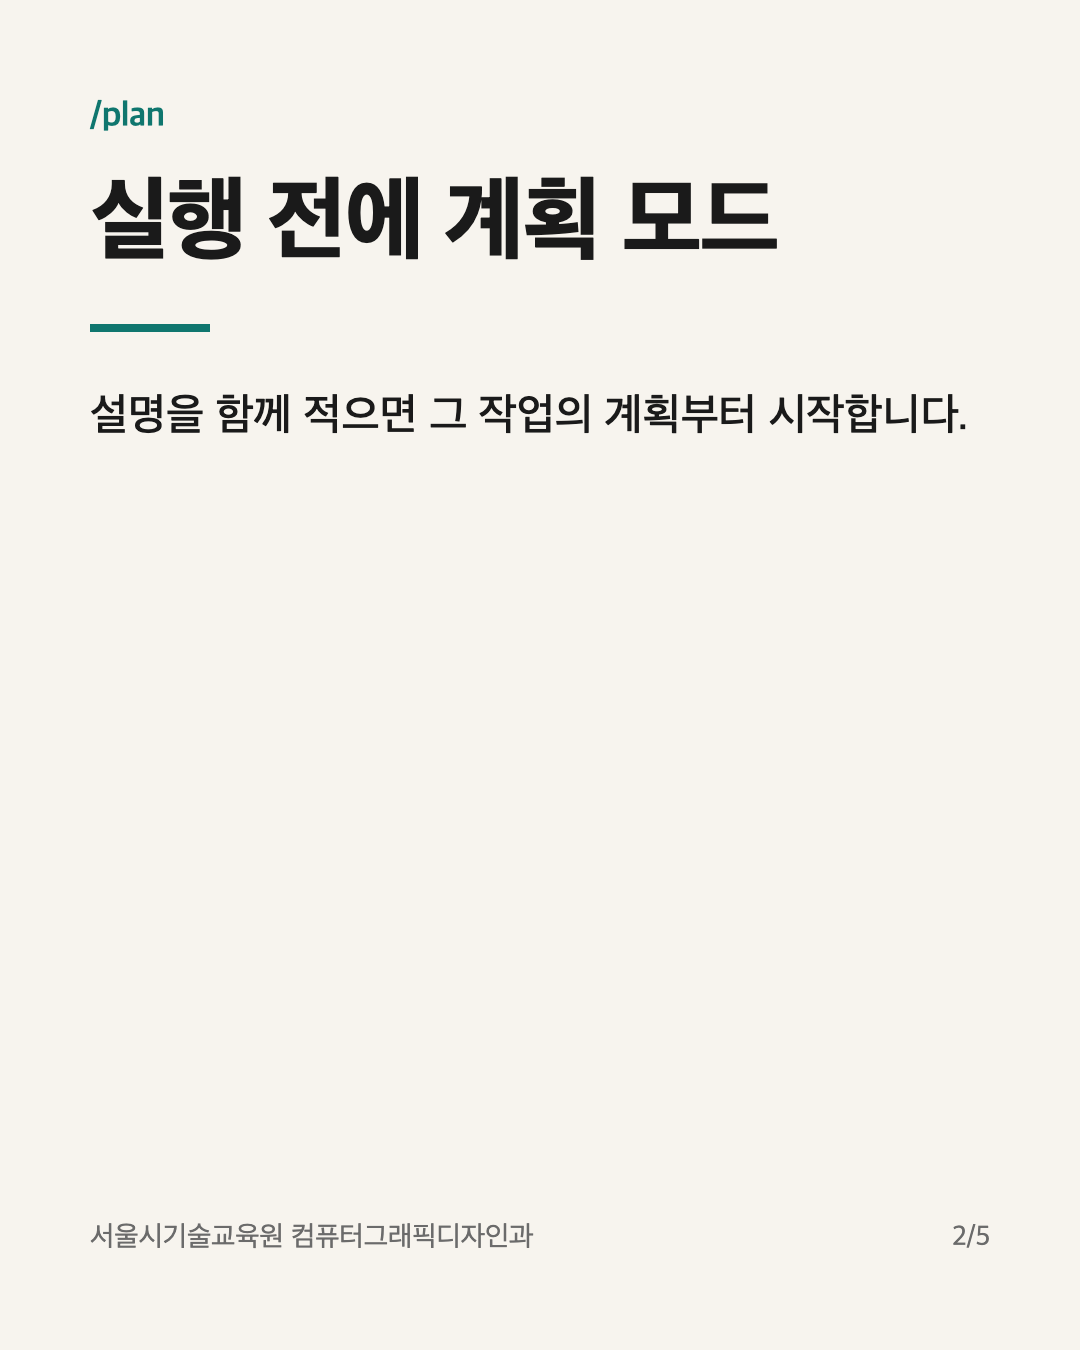 /plan
실행 전에 계획 모드
설명을 함께 적으면 그 작업의 계획부터 시작합니다.
서울시기술교육원 컴퓨터그래픽디자인과
2/5